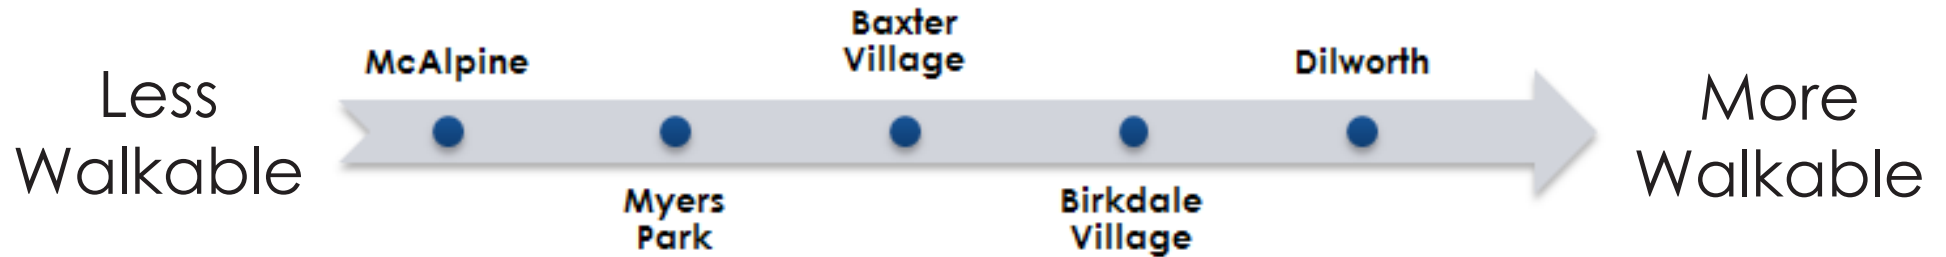 Less
Walkable
McAlpine
Myers
Park
Baxter
Village
Birkdale
Village
Dilworth
More
Walkable